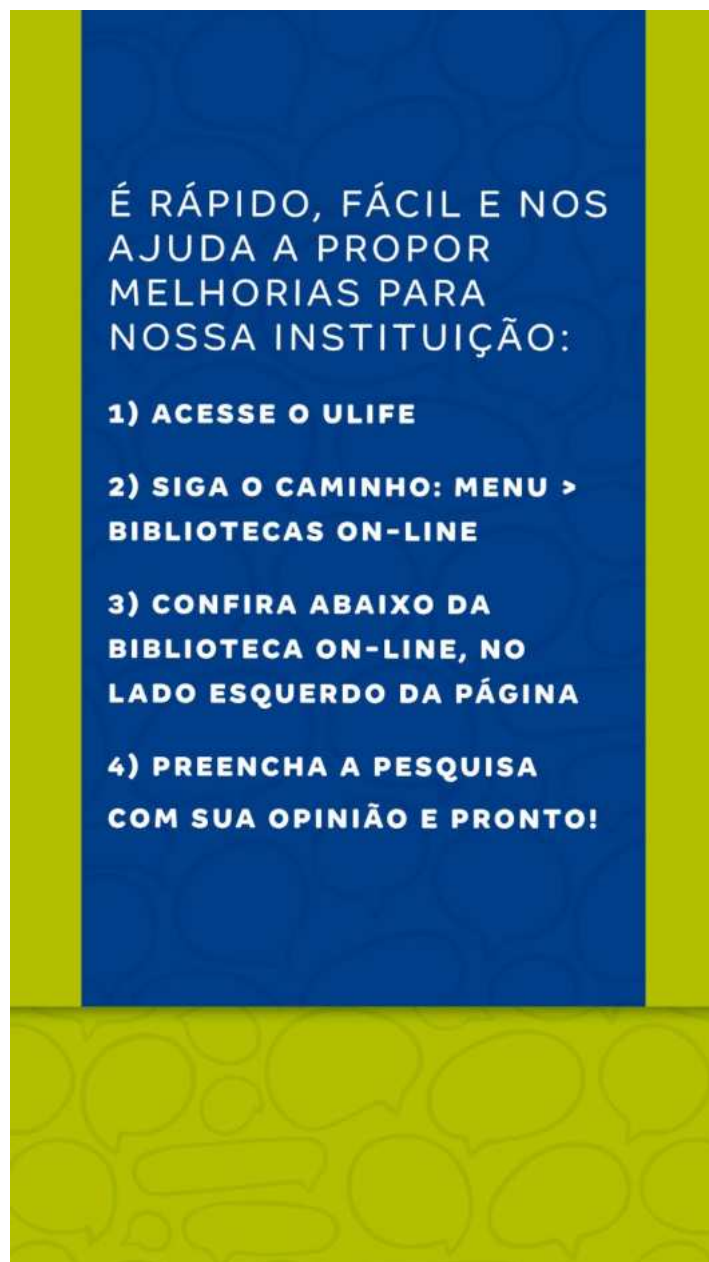 É RÁPIDO, FÁCIL E NOS
AJUDA A PROPOR
MELHORIAS PARA
NOSSA INSTITUIÇÃO:
1) ACESSE O ULIFE
2) SIGA O CAMINHO: MENU >
BIBLIOTECAS ON-LINE
3) CONFIRA ABAIXO DA
BIBLIOTECA ON-LINE, NO
LADO ESQUERDO DA PÁGINA
4) PREENCHA A PESQUISA
COM SUA OPINIÃO E PRONTO!